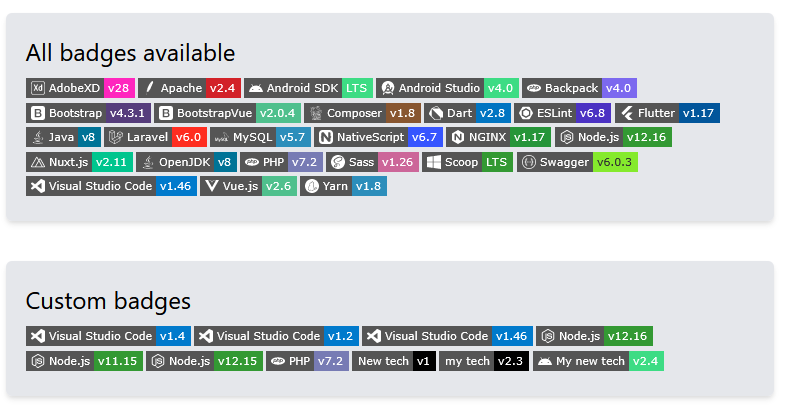 All badges available
AdobeXD v28 Apache v2.4 Android SDK LTS Android Studio v4.0 Backpack v4.0
Bootstrap v4.3.1 BootstrapVue v2.0.4 Composer v1.8 Dart v2.8 ESLint v6.8 Flutter v1.17
Java v8 Laravel v6.0 MySQL v5.7 NativeScript v6.7 NGINX v1.17 Node.js v12.16
Nuxt.js v2.11 OpenJDK v8 PHP v7.2 Sass v1.26 Scoop LTS Swagger v6.0.3
Visual Studio Code v1.46 Vue.js v2.6 Yarn v1.8
Custom badges
Visual Studio Code v1.4 Visual Studio Code v1.2 Visual Studio Code v1.46 Node.js v12.16
Node.js v11.15 Node.js v12.15 PHP v7.2 New tech v1 my tech v2.3 My new tech v2.4